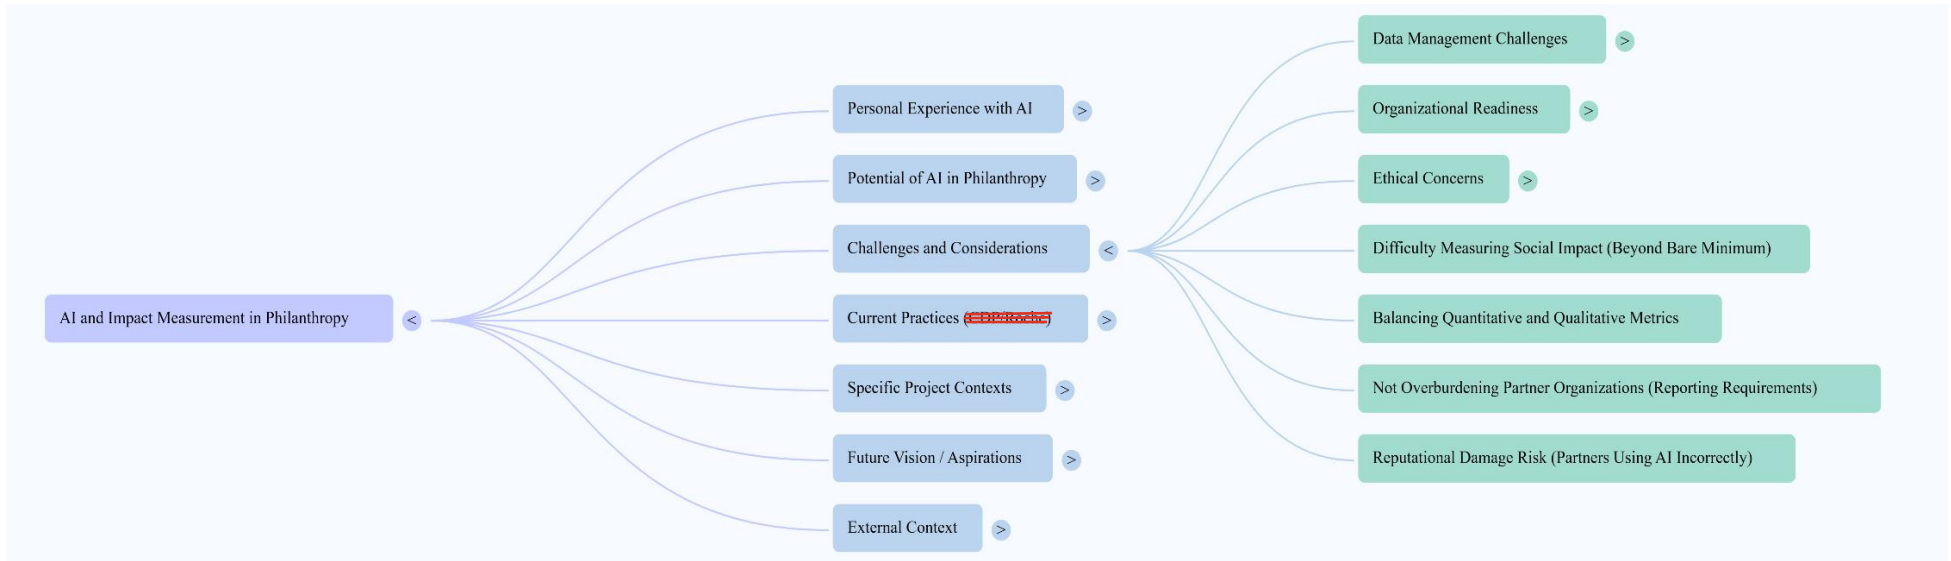 AI and Impact Measurement in Philanthropy
<
Personal Experience with AI
>
Potential of AI in Philanthropy
>
Challenges and Considerations
<
Current Practices
>
Specific Project Contexts
>
Future Vision / Aspirations
>
External Context
>
Data Management Challenges
>
Organizational Readiness
>
Ethical Concerns
>
Difficulty Measuring Social Impact (Beyond Bare Minimum)
Balancing Quantitative and Qualitative Metrics
Not Overburdening Partner Organizations (Reporting Requirements)
Reputational Damage Risk (Partners Using AI Incorrectly)